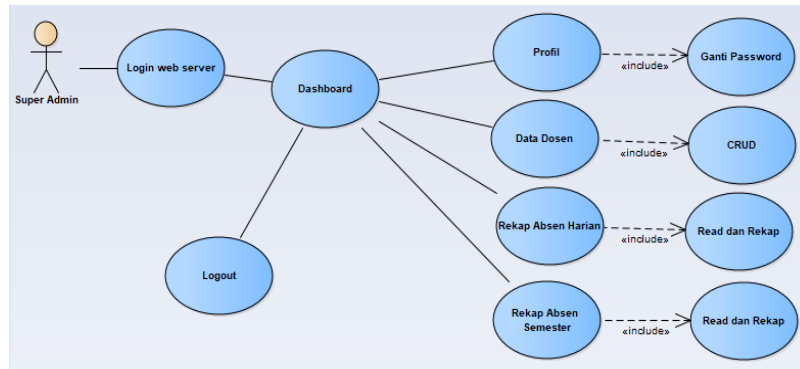 Super Admin
Login web server
Dashboard
Logout
Profil
«include»
Ganti Password
Data Dosen
«include»
CRUD
Rekap Absen Harian
«include»
Read dan Rekap
Rekap Absen
Semester
«include»
Read dan Rekap